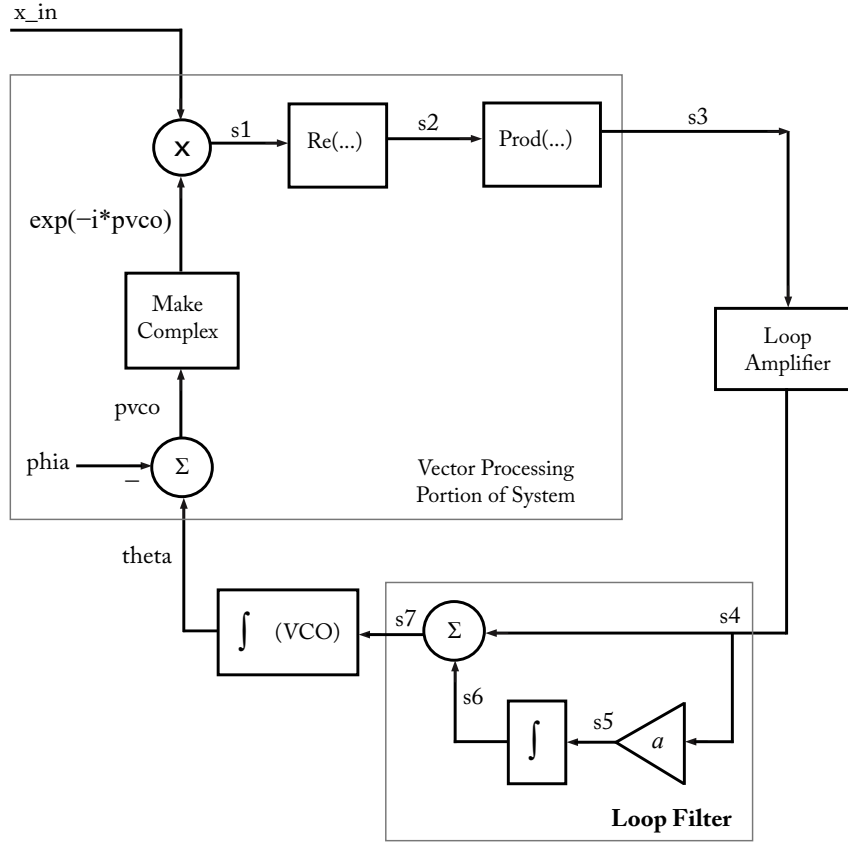 x_in
×
s1
Re(...)
s2
Prod(...)
s3
exp(−i*pvco)
Make
Complex
Loop
Amplifier
pvco
phia
−
Σ
Vector Processing
Portion of System
theta
∫ (VCO)
s7
Σ
s4
s6
∫
s5
a
Loop Filter